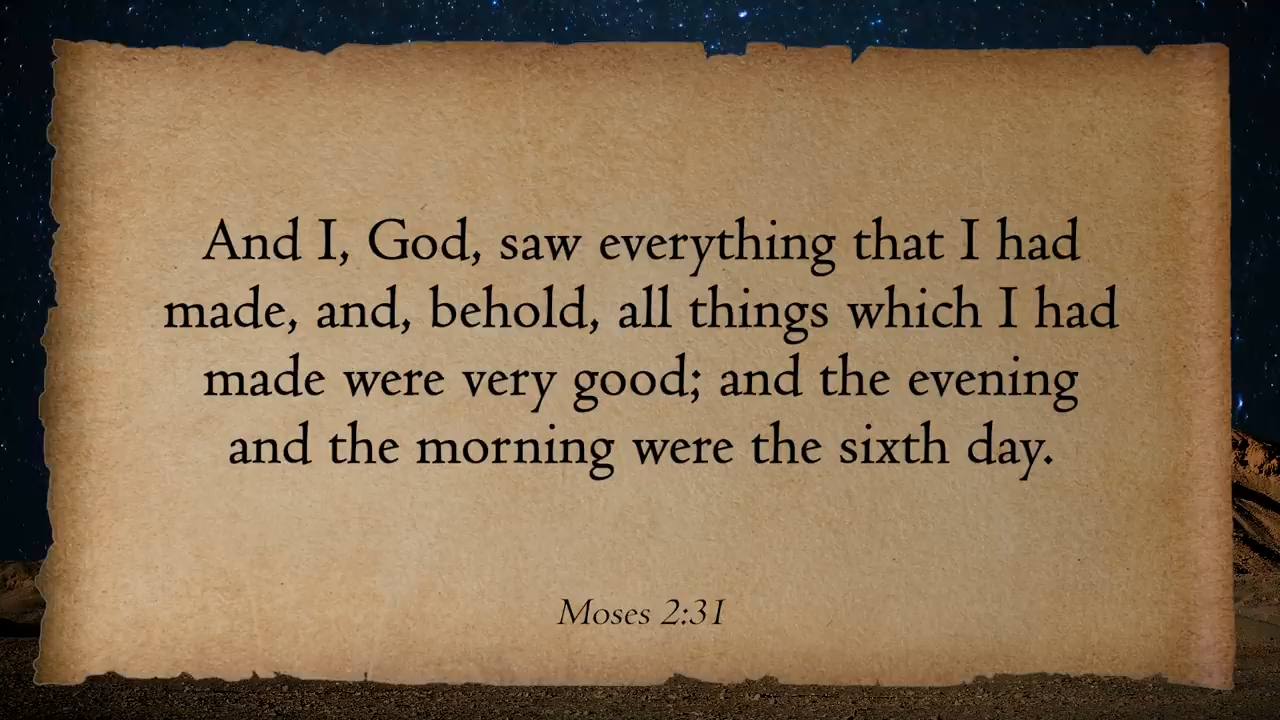 And I, God, saw everything that I had
made, and, behold, all things which I had
made were very good; and the evening
and the morning were the sixth day.
Moses 2:31